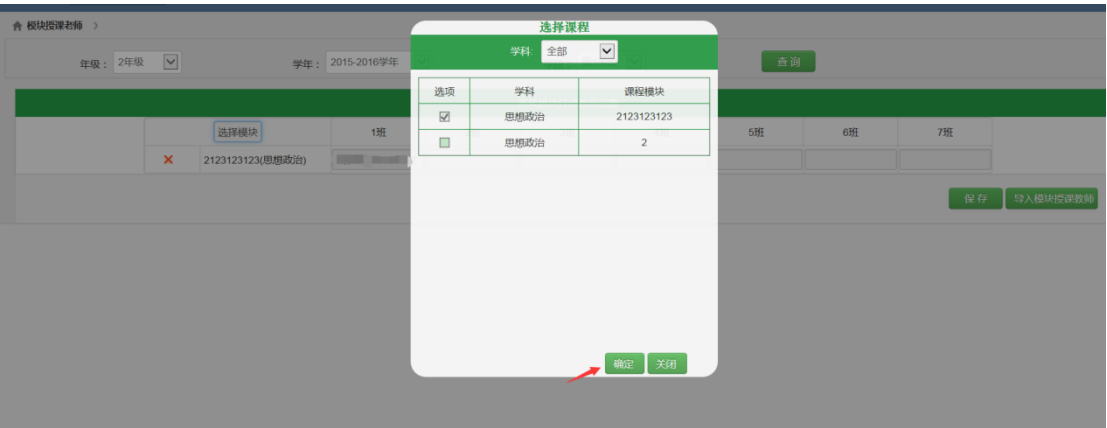 模块授课老师
选择课程
年级： 2年级 学年： 2015-2016学年 学科: 全部 查 询
选项 学科 课程模块
思想政治 2123123123
思想政治 2
选择模块 1班 5班 6班 7班
2123123123(思想政治)
保 存 导入模块授课教师
确定 关闭